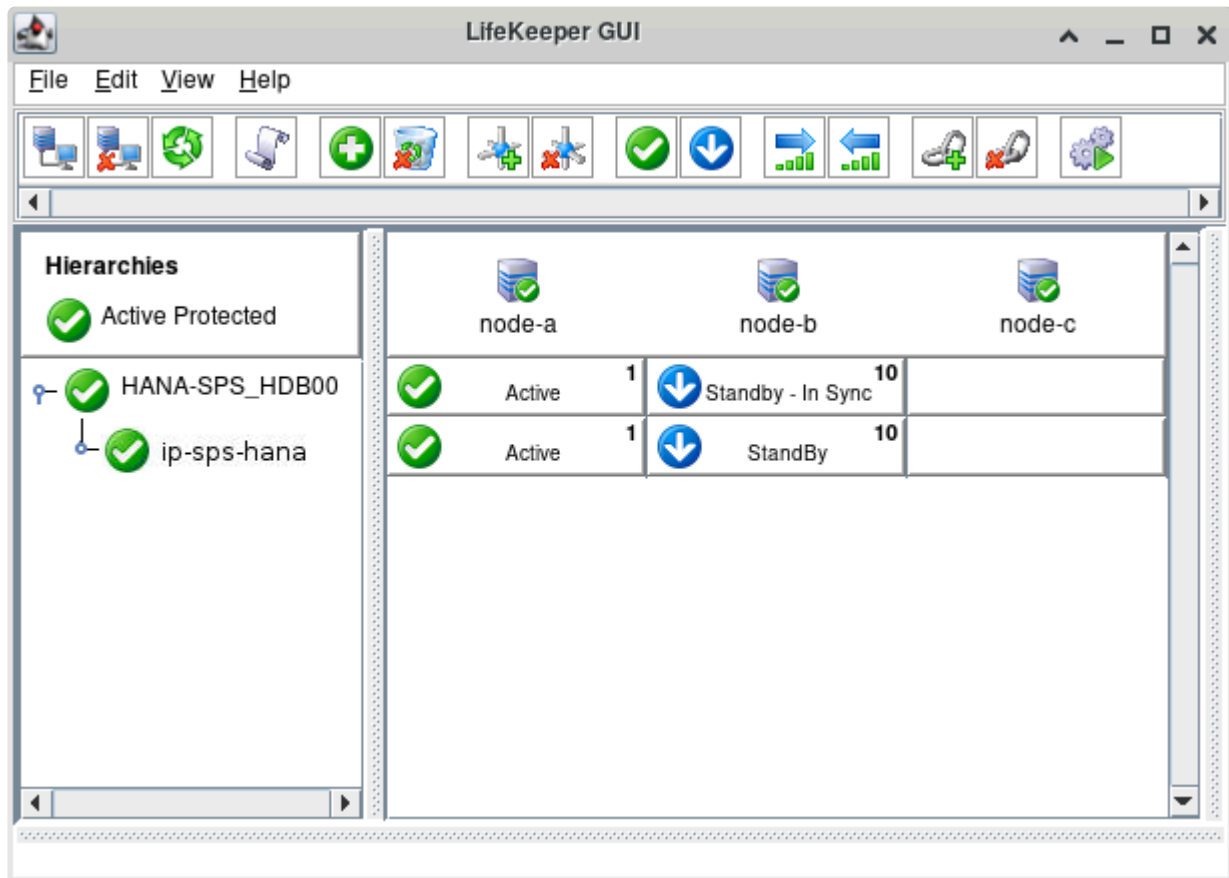 LifeKeeper GUI
File Edit View Help
Hierarchies
Active Protected
node-a node-b node-c
HANA-SPS_HDB00 Active 1 Standby - In Sync 10
ip-sps-hana Active 1 StandBy 10